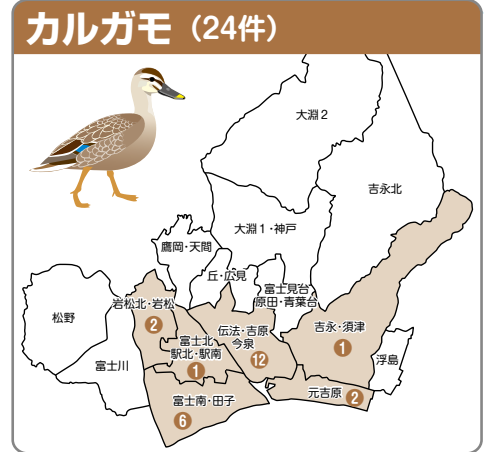 カルガモ（24件）
大淵2
吉永北
大淵1・神戸
鷹岡・天間
丘・広見
富士見台
原田・青葉台
松野
岩松北・岩松
2
富士川
富士北
駅北・駅南
1
伝法・吉原
今泉
12
吉永・須津
1
浮島
元吉原 2
富士南・田子
6